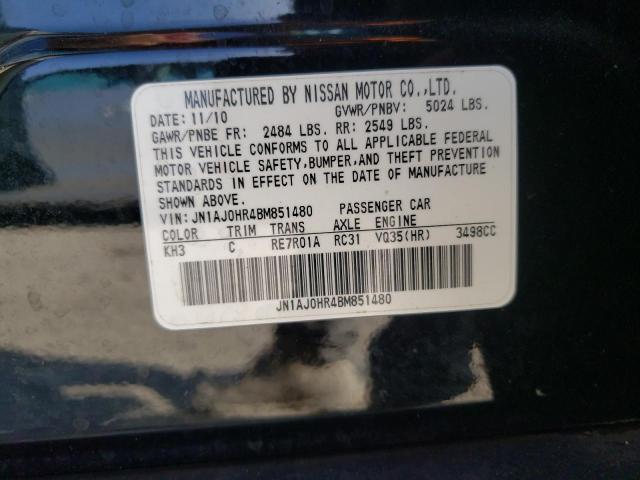 MANUFACTURED BY NISSAN MOTOR CO.,LTD.
DATE: 11/10 GVWR/PNBV: 5024 LBS.
GAWR/PNBE FR: 2484 LBS. RR: 2549 LBS.
THIS VEHICLE CONFORMS TO ALL APPLICABLE FEDERAL
MOTOR VEHICLE SAFETY,BUMPER,AND THEFT PREVENTION
STANDARDS IN EFFECT ON THE DATE OF MANUFACTURE
SHOWN ABOVE.
VIN: JN1AJ0HR4BM851480 PASSENGER CAR
COLOR TRIM TRANS AXLE ENGINE
KH3 C RE7R01A RC31 VQ35(HR) 3498CC
JN1AJ0HR4BM851480